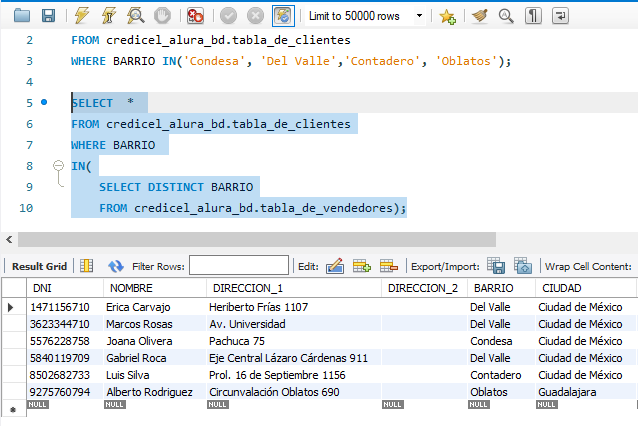 Limit to 50000 rows
2 FROM credicel_alura_bd.tabla_de_clientes
3 WHERE BARRIO IN('Condesa', 'Del Valle','Contadero', 'Oblatos');
4
5 SELECT *
6 FROM credicel_alura_bd.tabla_de_clientes
7 WHERE BARRIO
8 IN(
9 SELECT DISTINCT BARRIO
10 FROM credicel_alura_bd.tabla_de_vendedores);
Result Grid Filter Rows: Edit: Export/Import: Wrap Cell Content:
DNI NOMBRE DIRECCION_1 DIRECCION_2 BARRIO CIUDAD
1471156710 Erica Carvajo Heriberto Frías 1107 Del Valle Ciudad de México
3623344710 Marcos Rosas Av. Universidad Del Valle Ciudad de México
5576228758 Joana Olivera Pachuca 75 Condesa Ciudad de México
5840119709 Gabriel Roca Eje Central Lázaro Cárdenas 911 Del Valle Ciudad de México
8502682733 Luis Silva Prol. 16 de Septiembre 1156 Contadero Ciudad de México
9275760794 Alberto Rodriguez Circunvalación Oblatos 690 Oblatos Guadalajara
NULL NULL NULL NULL NULL NULL